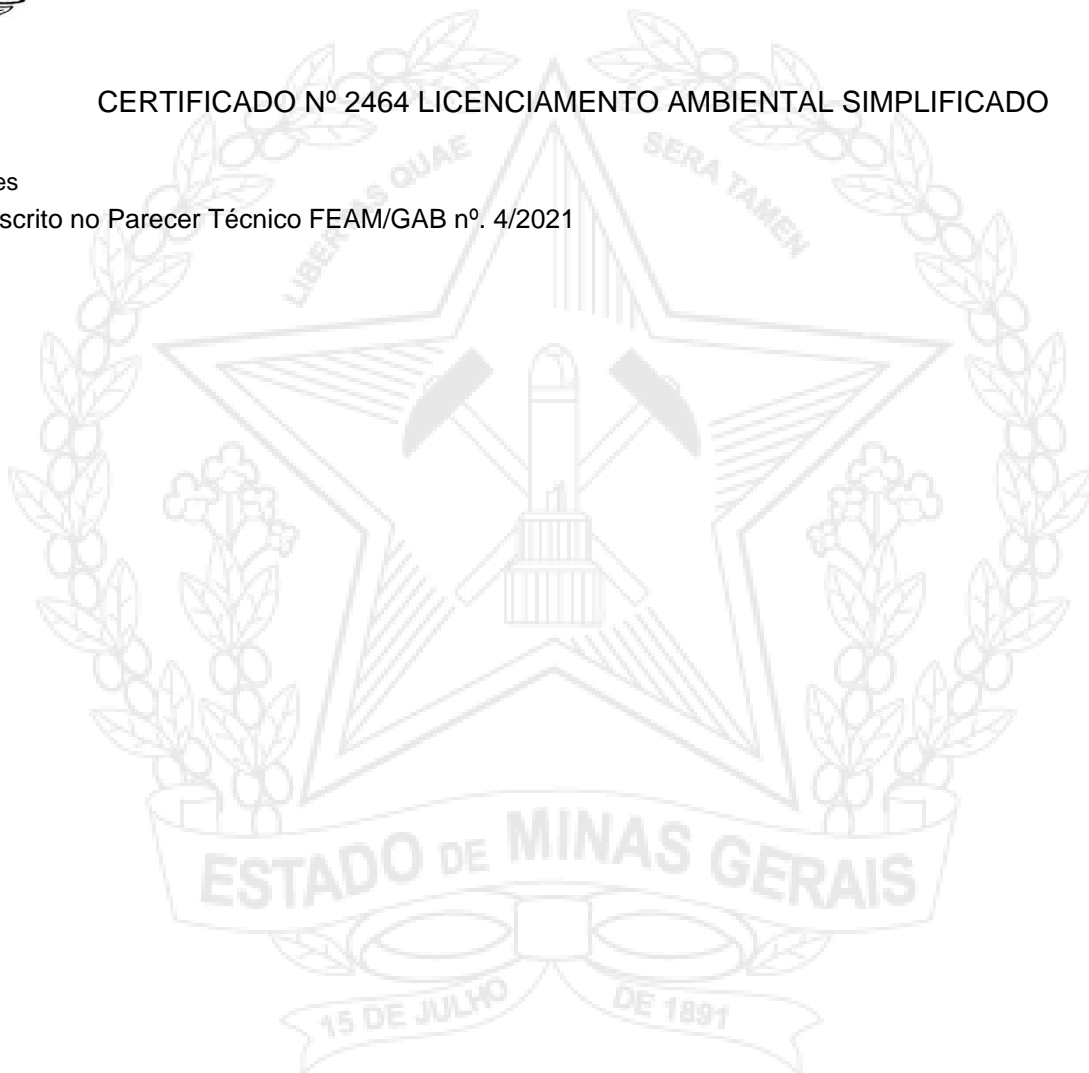 CERTIFICADO Nº 2464 LICENCIAMENTO AMBIENTAL SIMPLIFICADO
es
scrito no Parecer Técnico FEAM/GAB nº. 4/2021
LIBERTAS QUAE SERA TAMEN
ESTADO DE MINAS GERAIS
15 DE JULHO DE 1891